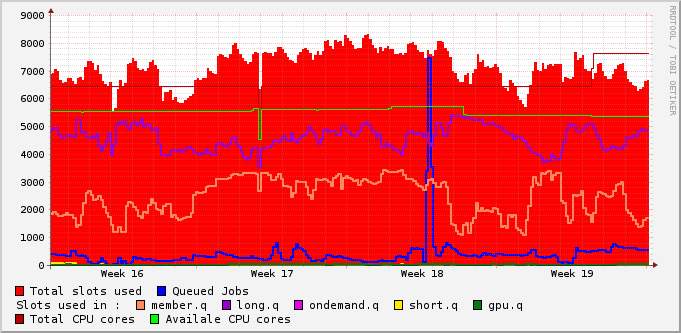 9000
8000
7000
6000
5000
4000
3000
2000
1000
0
Week 16 Week 17 Week 18 Week 19
Total slots used Queued Jobs
Slots used in : member.q long.q ondemand.q short.q gpu.q
Total CPU cores Availale CPU cores
RRDTOOL / TOBI OETIKER